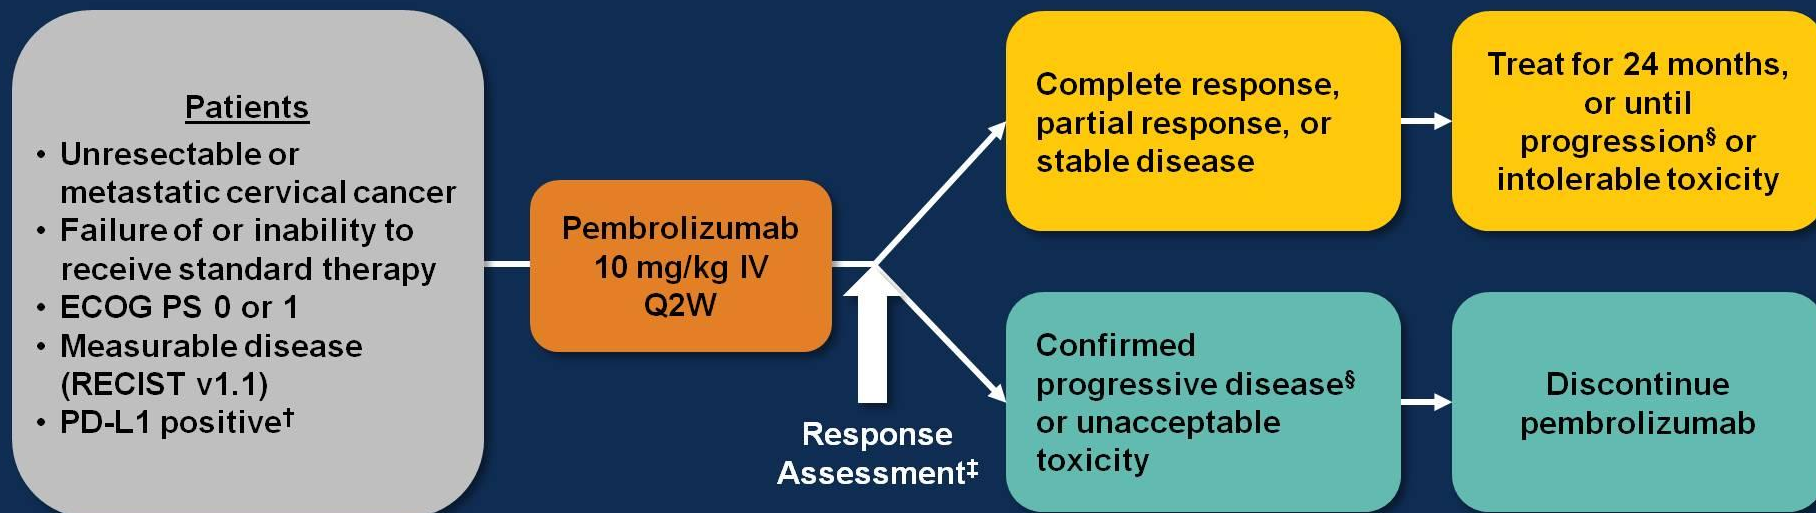 Patients
• Unresectable or
metastatic cervical cancer
• Failure of or inability to
receive standard therapy
• ECOG PS 0 or 1
• Measurable disease
(RECIST v1.1)
• PD-L1 positive†
Pembrolizumab
10 mg/kg IV
Q2W
Response
Assessment‡
Complete response,
partial response, or
stable disease
Treat for 24 months,
or until
progression§ or
intolerable toxicity
Confirmed
progressive disease§
or unacceptable
toxicity
Discontinue
pembrolizumab